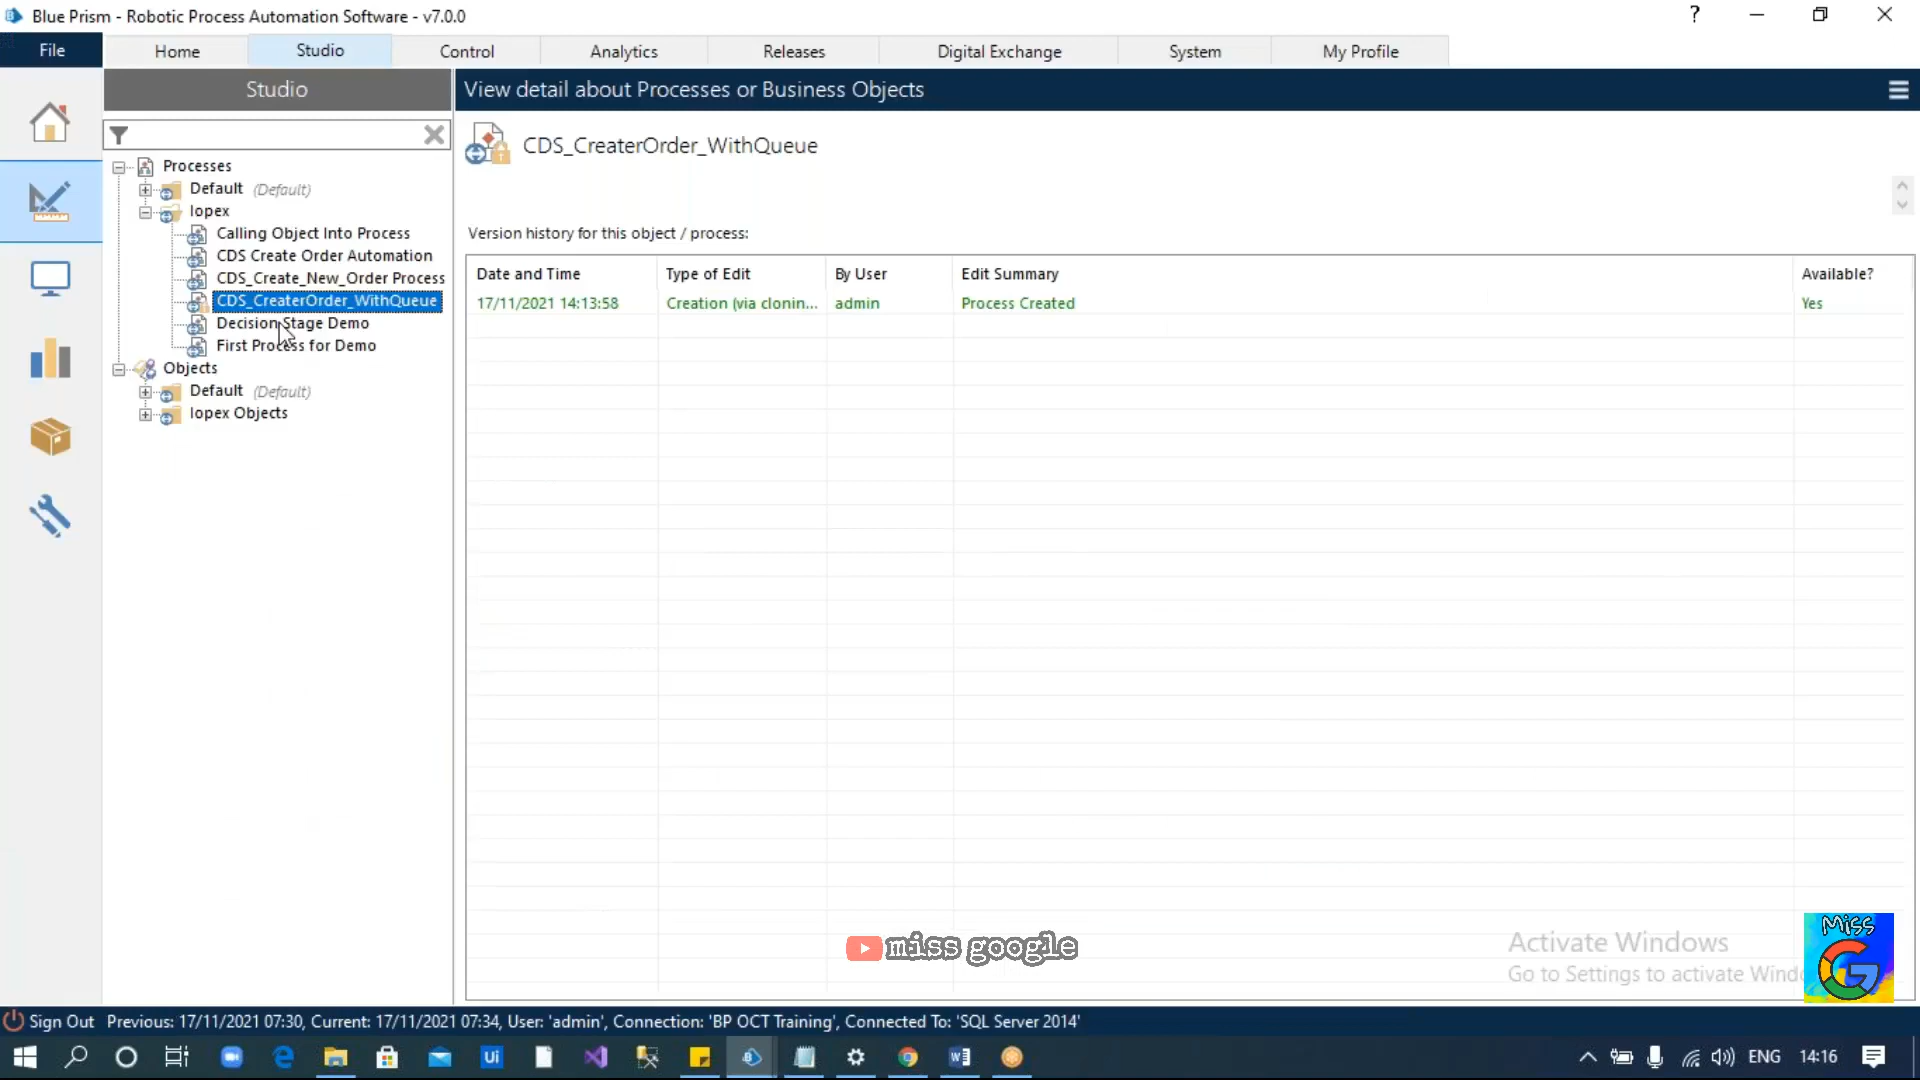 Blue Prism - Robotic Process Automation Software - v7.0.0
?
File Home Studio Control Analytics Releases Digital Exchange System My Profile
Studio
View detail about Processes or Business Objects
CDS_CreaterOrder_WithQueue
Processes
Default (Default)
Iopex
Calling Object Into Process
CDS Create Order Automation
CDS_Create_New_Order Process
CDS_CreaterOrder_WithQueue
Decision Stage Demo
First Process for Demo
Objects
Default (Default)
Iopex Objects
Version history for this object / process:
Date and Time Type of Edit By User Edit Summary Available?
17/11/2021 14:13:58 Creation (via clonin... admin Process Created Yes
miss google
Activate Windows
Go to Settings to activate Wind
Miss
G
Sign Out Previous: 17/11/2021 07:30, Current: 17/11/2021 07:34, User: 'admin', Connection: 'BP OCT Training', Connected To: 'SQL Server 2014'
Ui
ENG 14:16